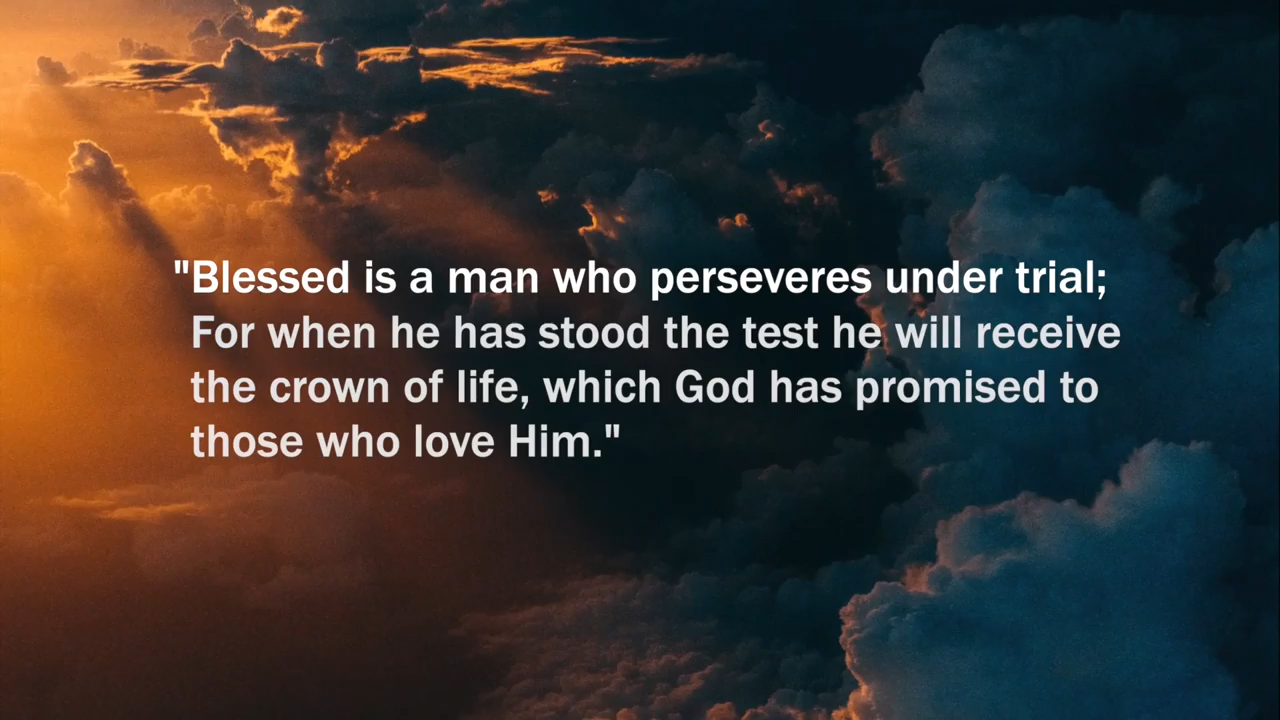 "Blessed is a man who perseveres under trial;
For when he has stood the test he will receive
the crown of life, which God has promised to
those who love Him."